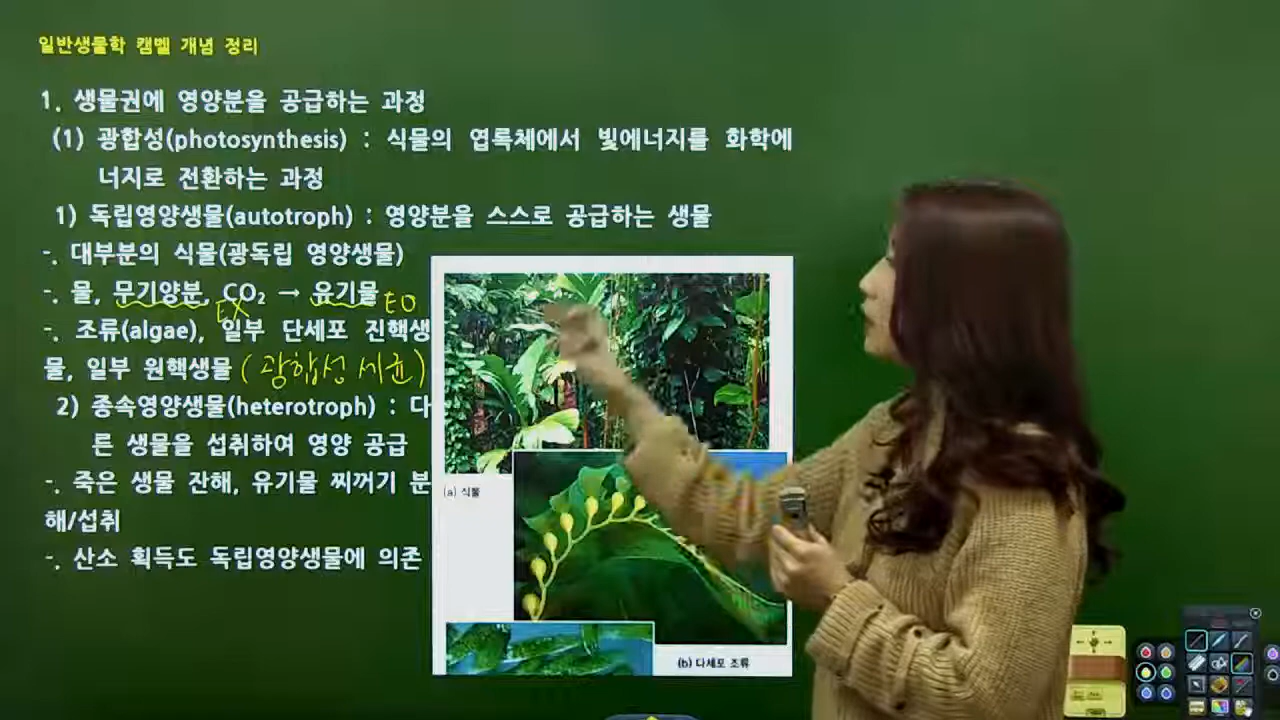 일반생물학 캠벨 개념 정리
1. 생물권에 영양분을 공급하는 과정
(1) 광합성(photosynthesis) : 식물의 엽록체에서 빛에너지를 화학에
너지로 전환하는 과정
1) 독립영양생물(autotroph) : 영양분을 스스로 공급하는 생물
-. 대부분의 식물(광독립 영양생물)
-. 물, 무기양분, CO₂ → 유기물
EX
EO
-. 조류(algae), 일부 단세포 진핵생
물, 일부 원핵생물 (광합성 세균)
2) 종속영양생물(heterotroph) : 다
른 생물을 섭취하여 영양 공급
-. 죽은 생물 잔해, 유기물 찌꺼기 분
해/섭취
-. 산소 획득도 독립영양생물에 의존
(a) 식물
(b) 다세포 조류